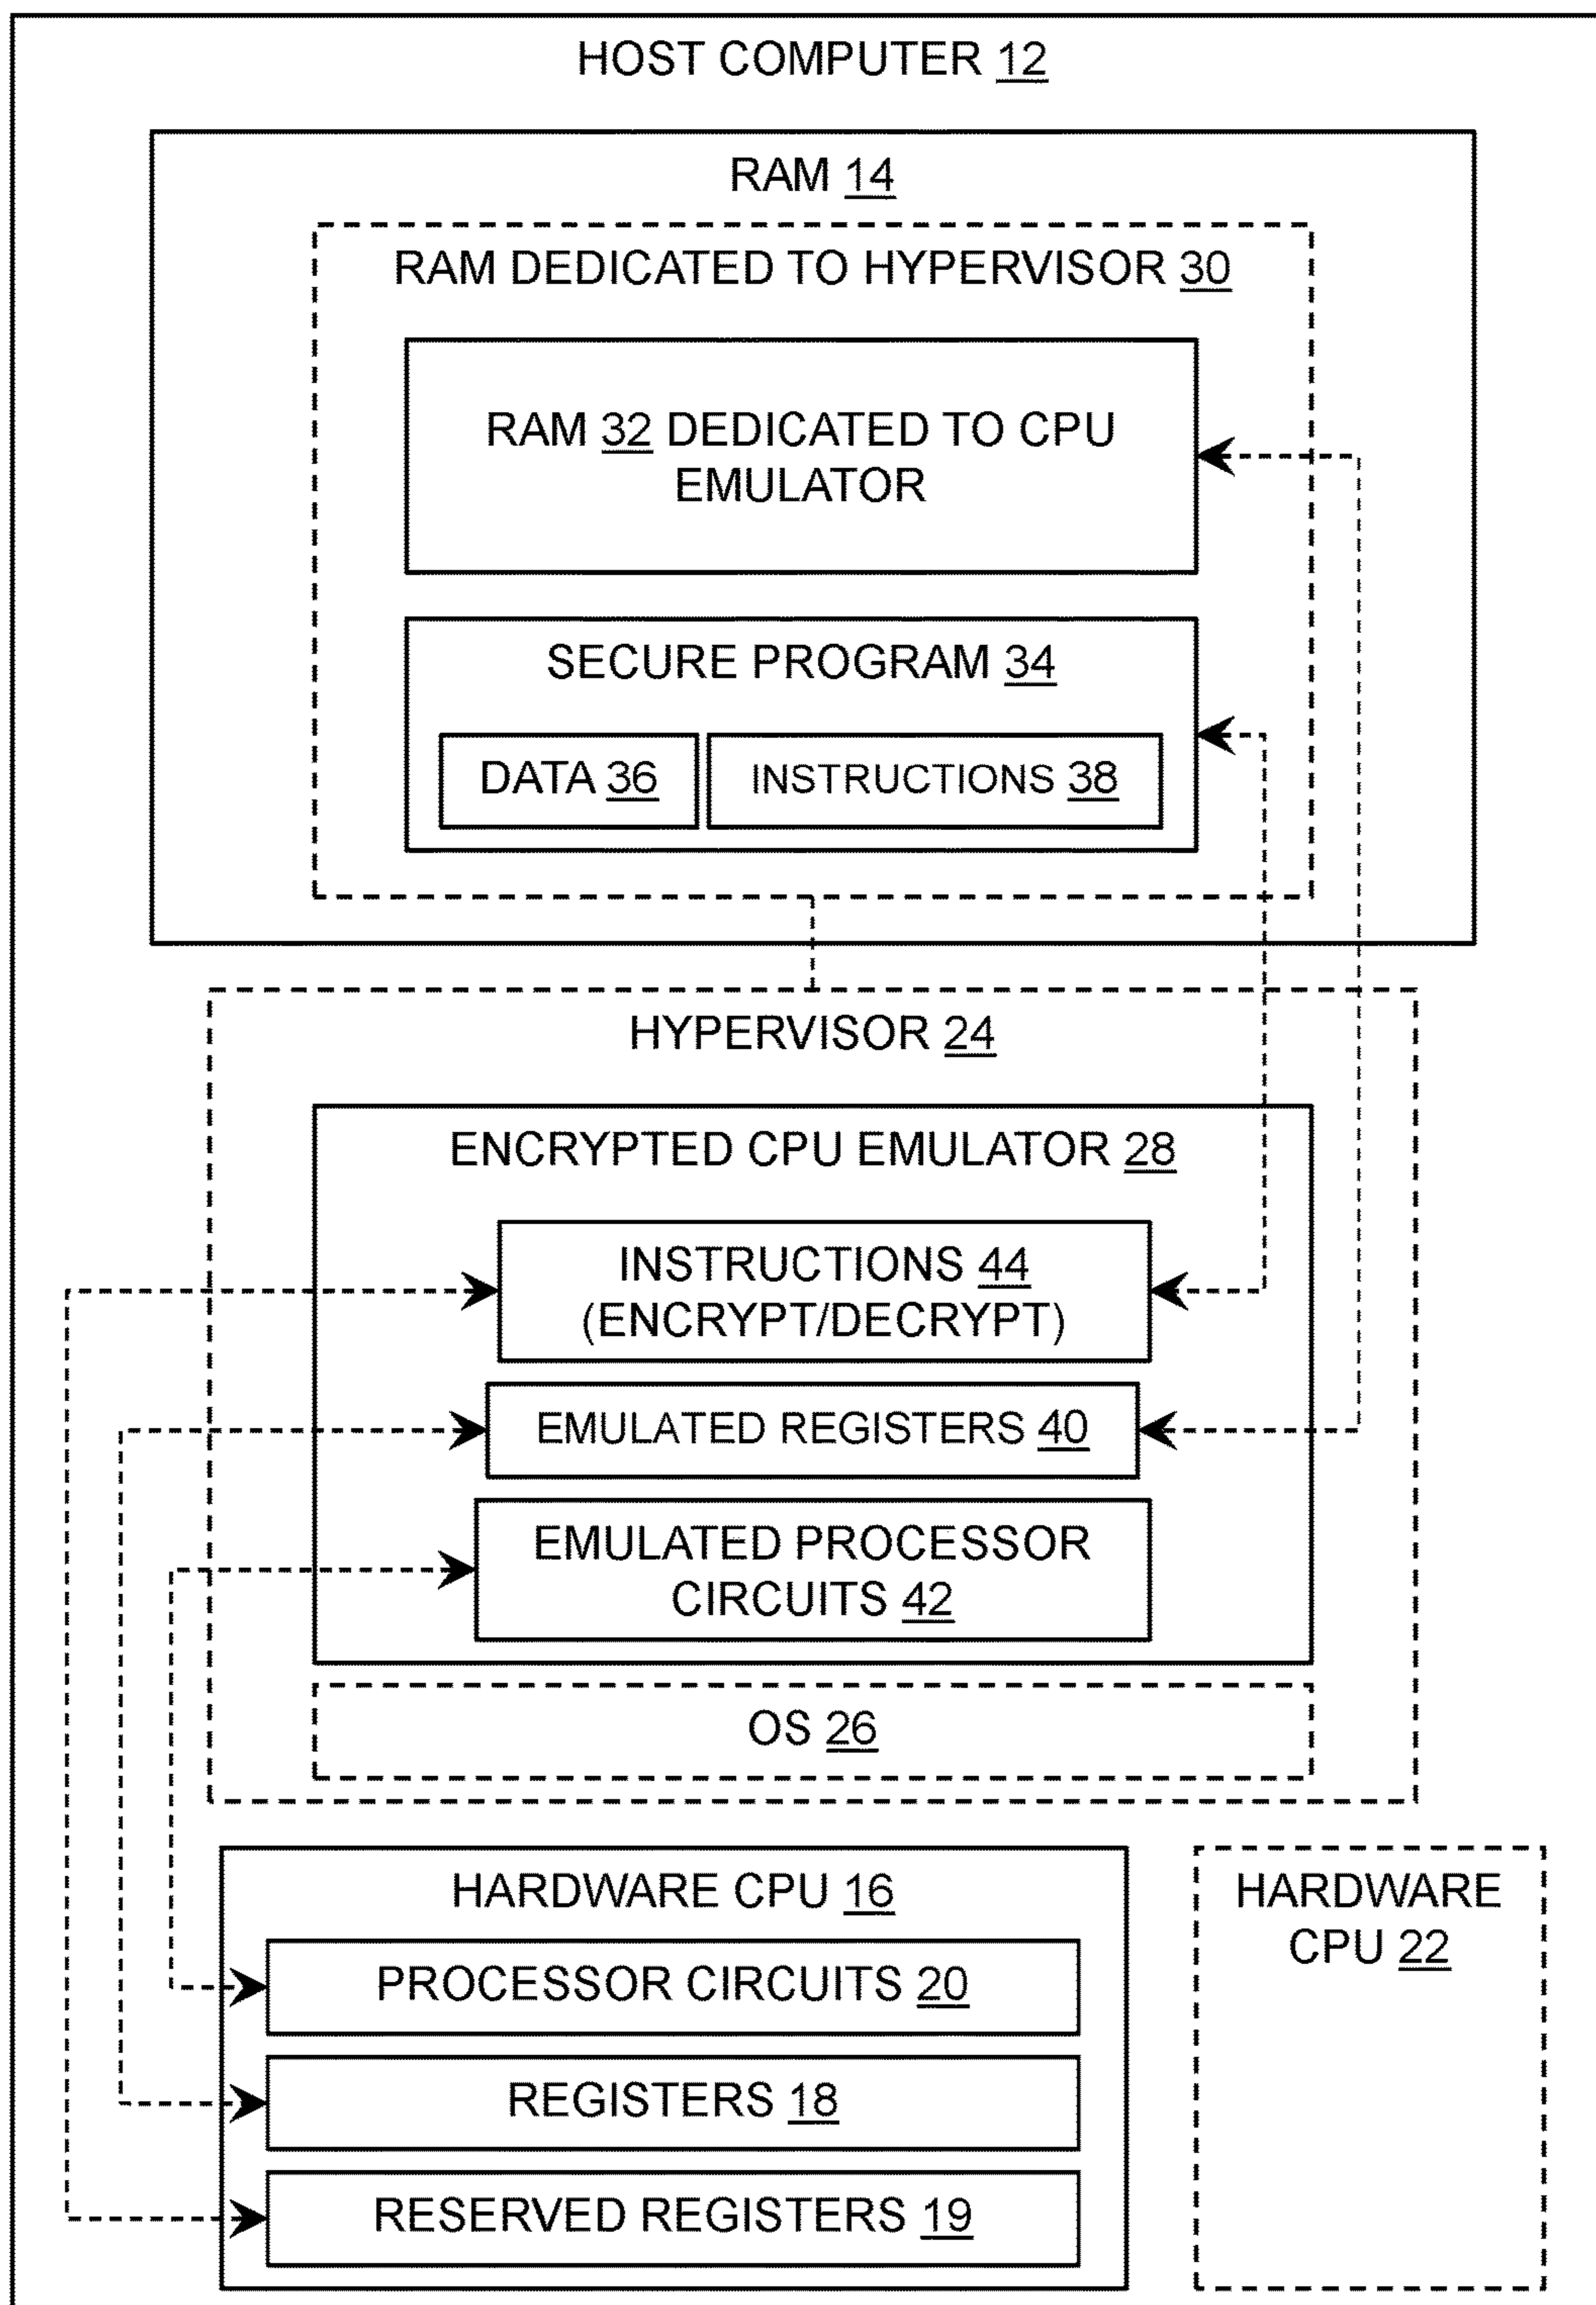 HOST COMPUTER 12
RAM 14
RAM DEDICATED TO HYPERVISOR 30
RAM 32 DEDICATED TO CPU
EMULATOR
SECURE PROGRAM 34
DATA 36
INSTRUCTIONS 38
HYPERVISOR 24
ENCRYPTED CPU EMULATOR 28
INSTRUCTIONS 44
(ENCRYPT/DECRYPT)
EMULATED REGISTERS 40
EMULATED PROCESSOR
CIRCUITS 42
OS 26
HARDWARE CPU 16
PROCESSOR CIRCUITS 20
REGISTERS 18
RESERVED REGISTERS 19
HARDWARE
CPU 22